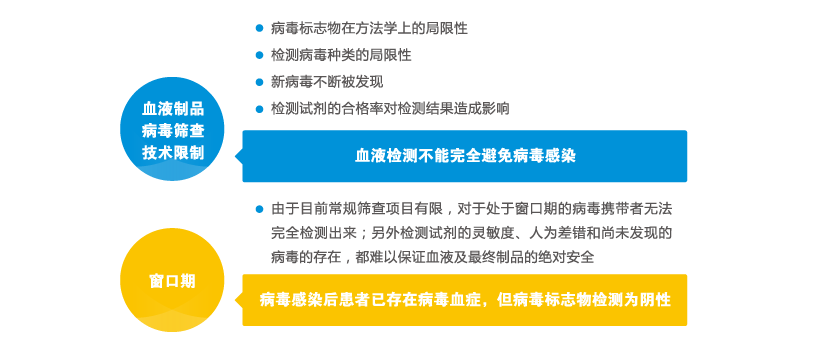 病毒标志物在方法学上的局限性
检测病毒种类的局限性
新病毒不断被发现
检测试剂的合格率对检测结果造成影响
血液制品
病毒筛查
技术限制
血液检测不能完全避免病毒感染
由于目前常规筛查项目有限，对于处于窗口期的病毒携带者无法
完全检测出来；另外检测试剂的灵敏度、人为差错和尚未发现的
病毒的存在，都难以保证血液及最终制品的绝对安全
窗口期
病毒感染后患者已存在病毒血症，但病毒标志物检测为阴性